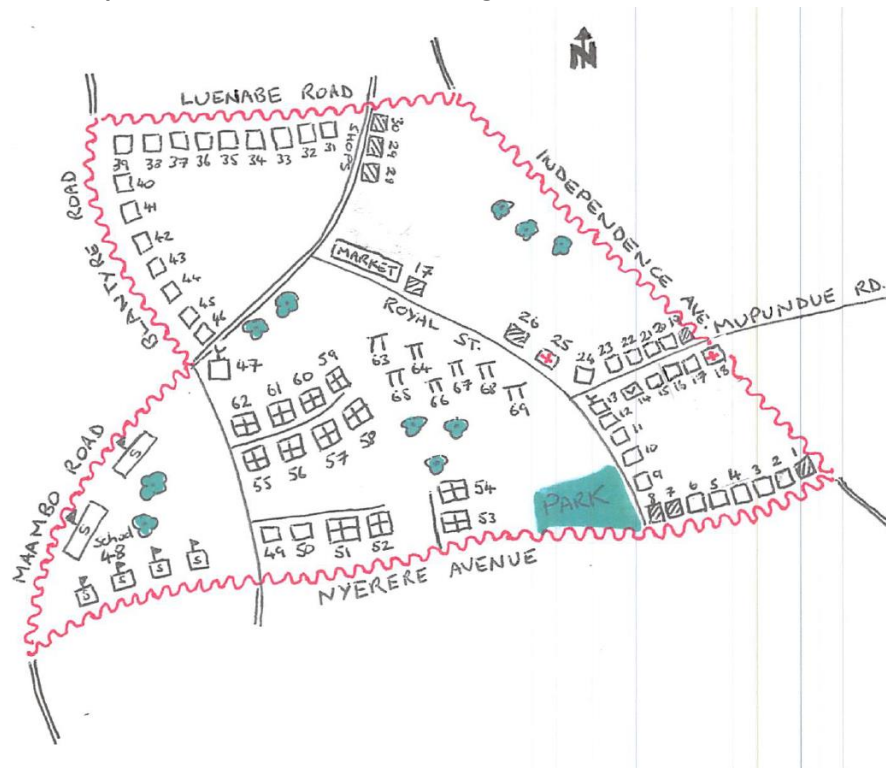 N
LUENABE ROAD
SHOPS
30
29
28
39 38 37 36 35 34 33 32 31
40
41
42
43
44
45
46
47
BLANTYRE ROAD
INDEPENDENCE AVE.
MARKET
17
ROYAL ST.
26
25
24
23 22 21 20 19
MUPUNDUE RD.
13 14 15 16 17 18
12
11
10
9
8 7 6 5 4 3 2 1
63 64
65 66 67 68
69
62 61 60 59
55 56 57 58
54
53
49 50 51 52
PARK
MAAMBO ROAD
S
S
School
48
S S S S
NYERERE AVENUE